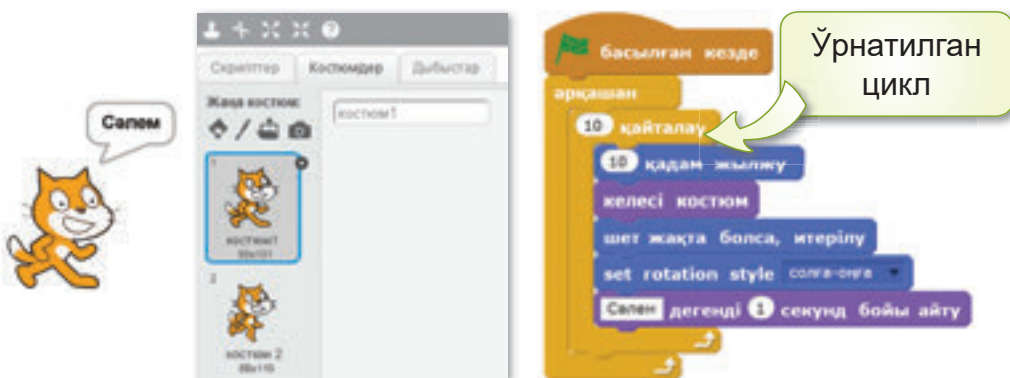 Сәлем
Скрипттер Костюмдер Дыбыстар
Жаңа костюм:
костюм1
1
костюм1
2
костюм 2
басылған кезде
әрқашан
10 қайталау
10 қадам жылжу
келесі костюм
шет жақта болса, итерілу
set rotation style солға-оңға
Сәлем дегенді 1 секунд бойы айту
Ўрнатилган
цикл